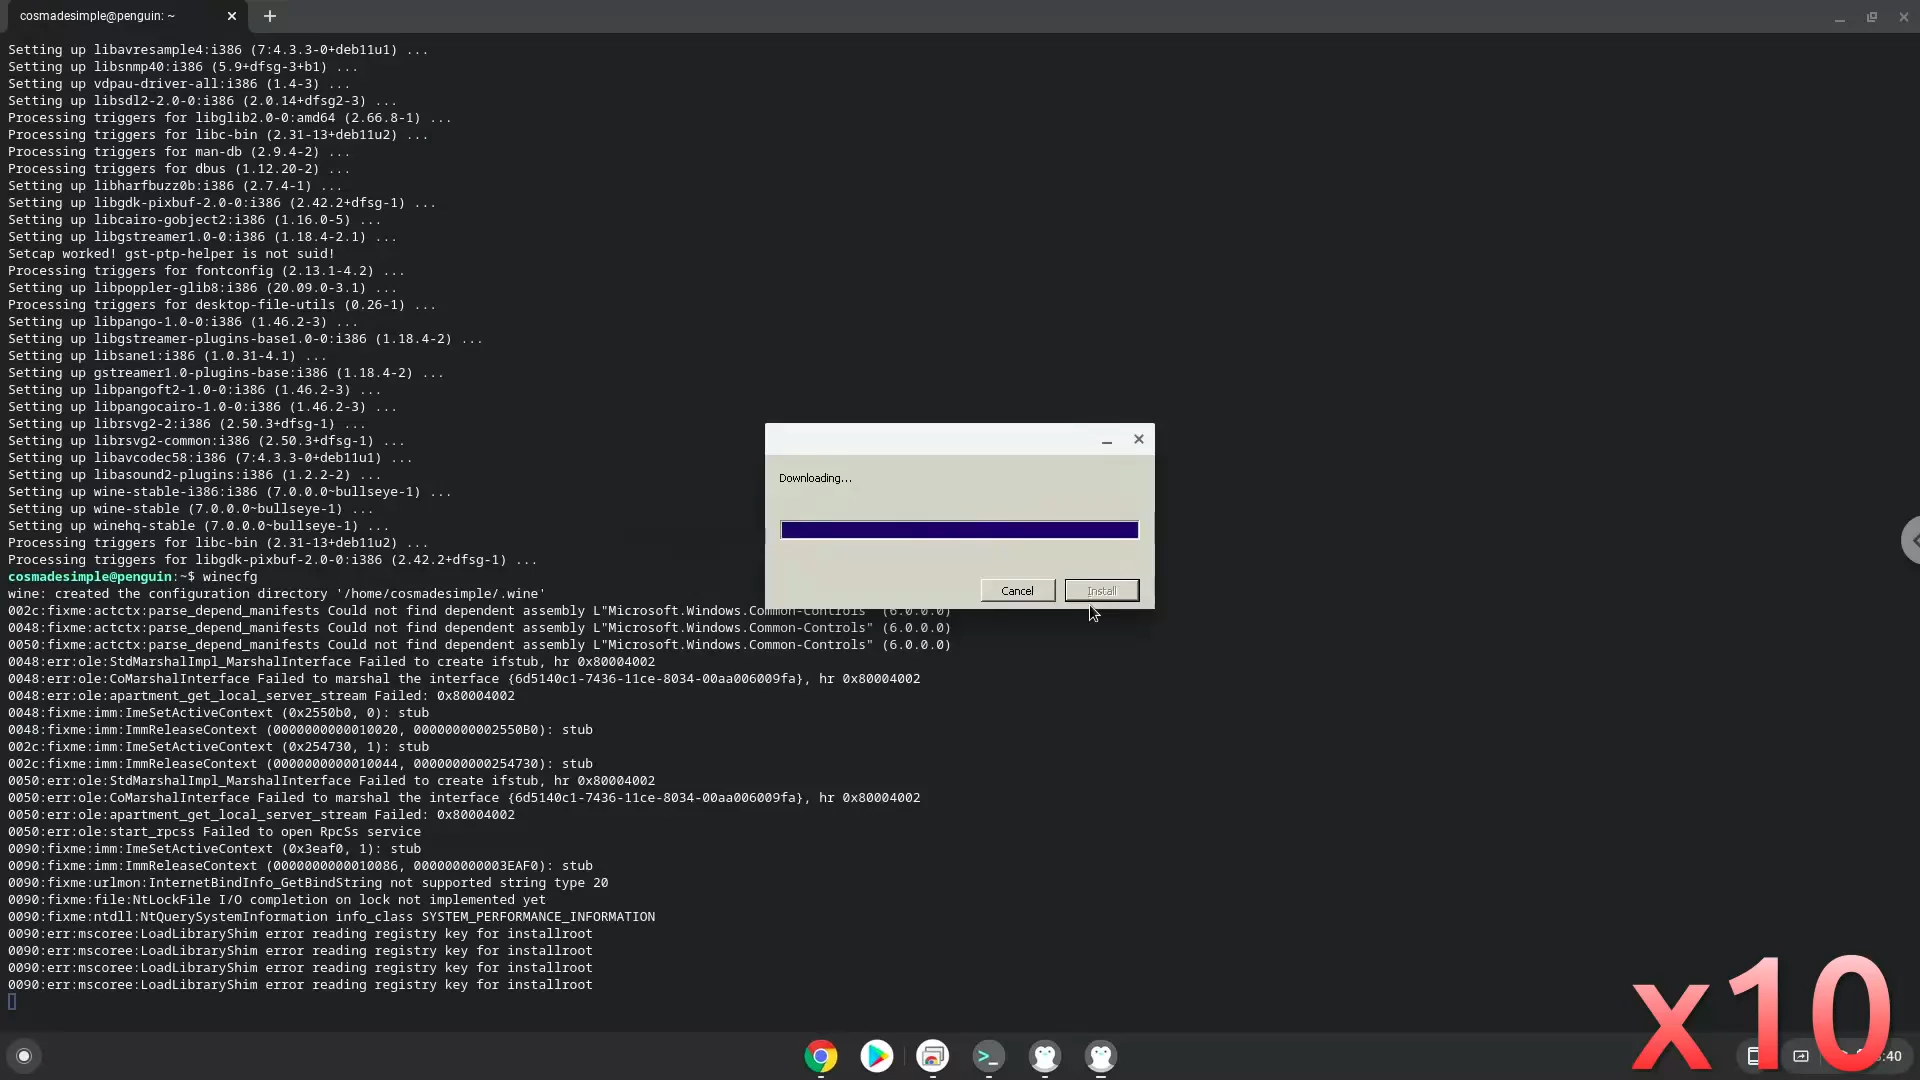 cosmadesimple@penguin: ~
Setting up libavresample4:i386 (7:4.3.3-0+deb11u1) ...
Setting up libsnmp40:i386 (5.9+dfsg-3+b1) ...
Setting up vdpau-driver-all:i386 (1.4-3) ...
Setting up libsdl2-2.0-0:i386 (2.0.14+dfsg2-3) ...
Processing triggers for libglib2.0-0:amd64 (2.66.8-1) ...
Processing triggers for libc-bin (2.31-13+deb11u2) ...
Processing triggers for man-db (2.9.4-2) ...
Processing triggers for dbus (1.12.20-2) ...
Setting up libharfbuzz0b:i386 (2.7.4-1) ...
Setting up libgdk-pixbuf-2.0-0:i386 (2.42.2+dfsg-1) ...
Setting up libcairo-gobject2:i386 (1.16.0-5) ...
Setting up libgstreamer1.0-0:i386 (1.18.4-2.1) ...
Setcap worked! gst-ptp-helper is not suid!
Processing triggers for fontconfig (2.13.1-4.2) ...
Setting up libpoppler-glib8:i386 (20.09.0-3.1) ...
Processing triggers for desktop-file-utils (0.26-1) ...
Setting up libpango-1.0-0:i386 (1.46.2-3) ...
Setting up libgstreamer-plugins-base1.0-0:i386 (1.18.4-2) ...
Setting up libsane1:i386 (1.0.31-4.1) ...
Setting up gstreamer1.0-plugins-base:i386 (1.18.4-2) ...
Setting up libpangoft2-1.0-0:i386 (1.46.2-3) ...
Setting up libpangocairo-1.0-0:i386 (1.46.2-3) ...
Setting up librsvg2-2:i386 (2.50.3+dfsg-1) ...
Setting up librsvg2-common:i386 (2.50.3+dfsg-1) ...
Setting up libavcodec58:i386 (7:4.3.3-0+deb11u1) ...
Setting up libasound2-plugins:i386 (1.2.2-2) ...
Setting up wine-stable-i386:i386 (7.0.0.0~bullseye-1) ...
Setting up wine-stable (7.0.0.0~bullseye-1) ...
Setting up winehq-stable (7.0.0.0~bullseye-1) ...
Processing triggers for libc-bin (2.31-13+deb11u2) ...
Processing triggers for libgdk-pixbuf-2.0-0:i386 (2.42.2+dfsg-1) ...
cosmadesimple@penguin:~$ winecfg
wine: created the configuration directory '/home/cosmadesimple/.wine'
002c:fixme:actctx:parse_depend_manifests Could not find dependent assembly L"Microsoft.Windows.Common-Controls" (6.0.0.0)
0048:fixme:actctx:parse_depend_manifests Could not find dependent assembly L"Microsoft.Windows.Common-Controls" (6.0.0.0)
0050:fixme:actctx:parse_depend_manifests Could not find dependent assembly L"Microsoft.Windows.Common-Controls" (6.0.0.0)
0048:err:ole:StdMarshalImpl_MarshalInterface Failed to create ifstub, hr 0x80004002
0048:err:ole:CoMarshalInterface Failed to marshal the interface {6d5140c1-7436-11ce-8034-00aa006009fa}, hr 0x80004002
0048:err:ole:apartment_get_local_server_stream Failed: 0x80004002
0048:fixme:imm:ImeSetActiveContext (0x2550b0, 0): stub
0048:fixme:imm:ImmReleaseContext (0000000000010020, 00000000002550B0): stub
002c:fixme:imm:ImeSetActiveContext (0x254730, 1): stub
002c:fixme:imm:ImmReleaseContext (0000000000010044, 0000000000254730): stub
0050:err:ole:StdMarshalImpl_MarshalInterface Failed to create ifstub, hr 0x80004002
0050:err:ole:CoMarshalInterface Failed to marshal the interface {6d5140c1-7436-11ce-8034-00aa006009fa}, hr 0x80004002
0050:err:ole:apartment_get_local_server_stream Failed: 0x80004002
0050:err:ole:start_rpcss Failed to open RpcSs service
0090:fixme:imm:ImeSetActiveContext (0x3eaf0, 1): stub
0090:fixme:imm:ImmReleaseContext (0000000000010086, 000000000003EAF0): stub
0090:fixme:urlmon:InternetBindInfo_GetBindString not supported string type 20
0090:fixme:file:NtLockFile I/O completion on lock not implemented yet
0090:fixme:ntdll:NtQuerySystemInformation info_class SYSTEM_PERFORMANCE_INFORMATION
0090:err:mscoree:LoadLibraryShim error reading registry key for installroot
0090:err:mscoree:LoadLibraryShim error reading registry key for installroot
0090:err:mscoree:LoadLibraryShim error reading registry key for installroot
0090:err:mscoree:LoadLibraryShim error reading registry key for installroot
Downloading...
Cancel
Install
x10